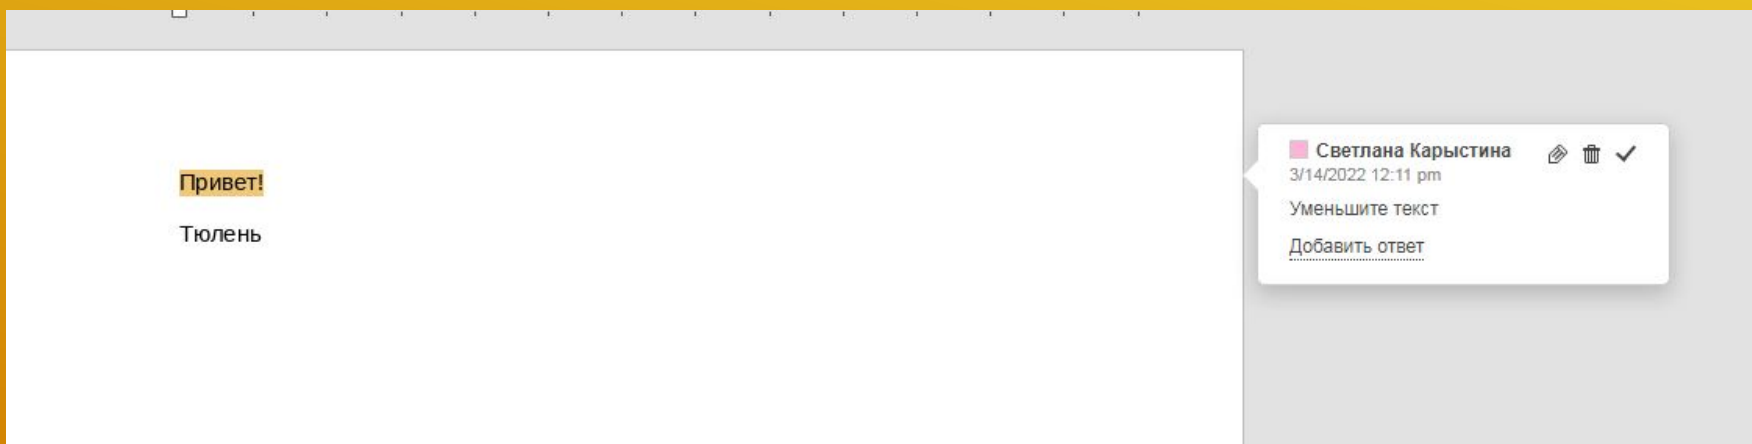 Привет!
Тюлень
Светлана Карыстина
3/14/2022 12:11 pm
Уменьшите текст
Добавить ответ